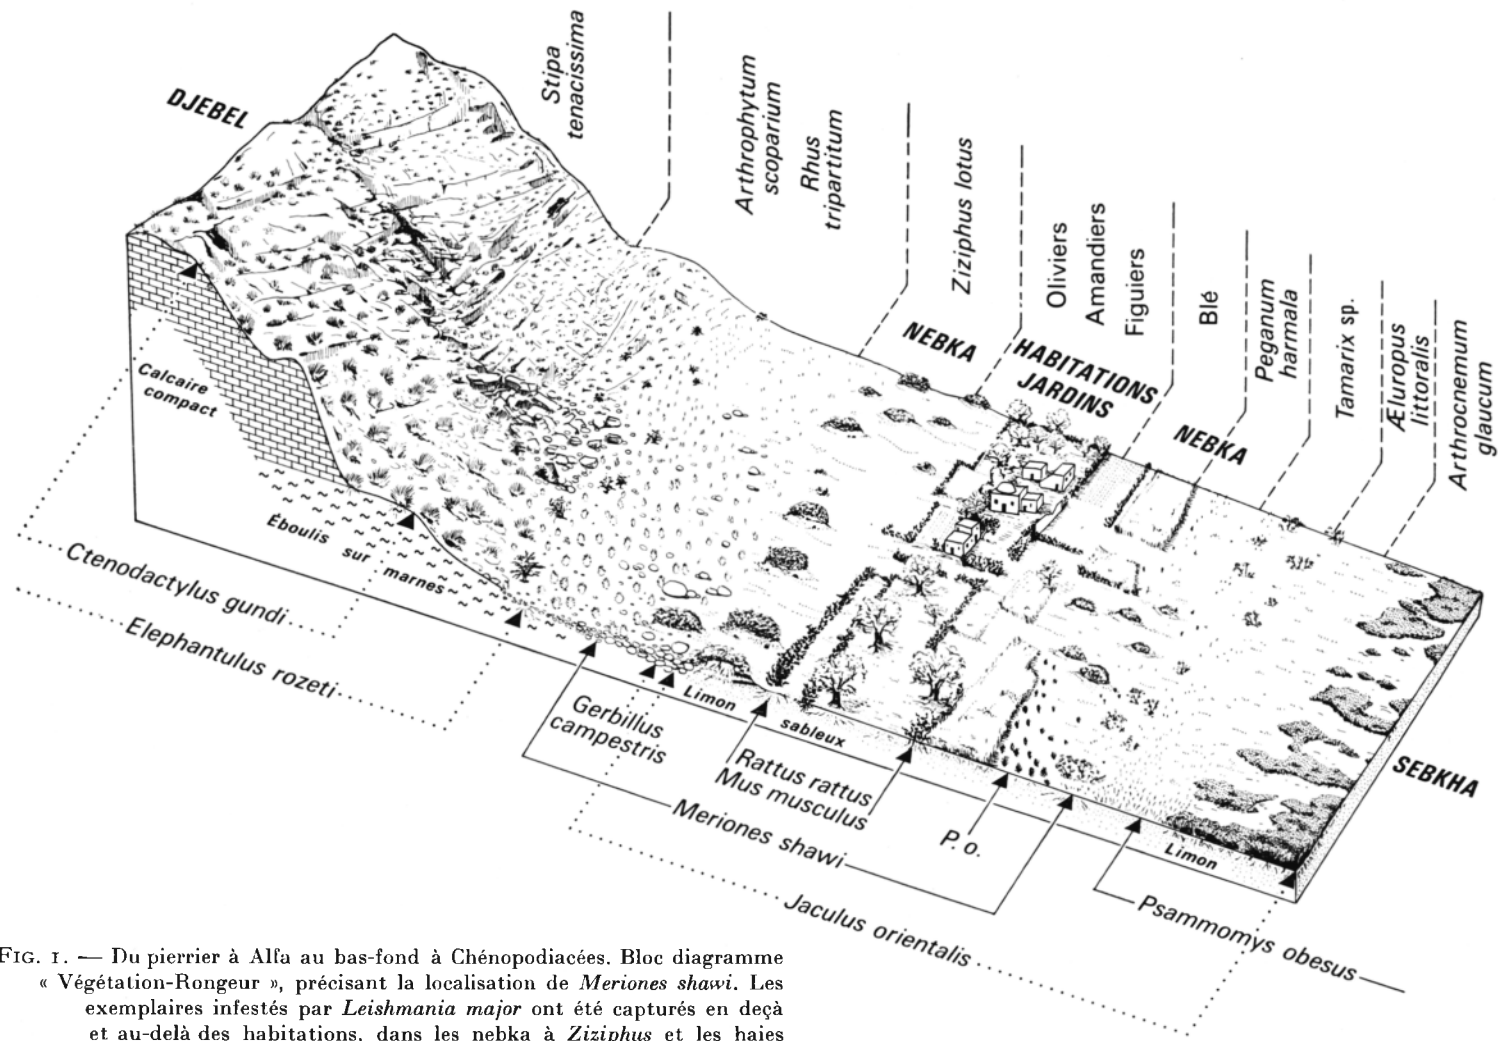 DJEBEL
Stipa
tenacissima
Arthrophytum
scoparium
Rhus
tripartitum
Ziziphus lotus
Oliviers
Amandiers
Figuiers
Blé
Peganum
harmala
Tamarix sp.
Æluropus
littoralis
Arthrocnemum
glaucum
NEBKA
HABITATIONS
JARDINS
NEBKA
SEBKHA
Calcaire
compact
Éboulis sur marnes
Limon sableux
Limon
Ctenodactylus gundi
Elephantulus rozeti
Gerbillus
campestris
Rattus rattus
Mus musculus
Meriones shawi
P. o.
Jaculus orientalis
Psammomys obesus
FIG. 1. — Du pierrier à Alfa au bas-fond à Chénopodiacées. Bloc diagramme
« Végétation-Rongeur », précisant la localisation de Meriones shawi. Les
exemplaires infestés par Leishmania major ont été capturés en deçà
et au-delà des habitations, dans les nebka à Ziziphus et les haies